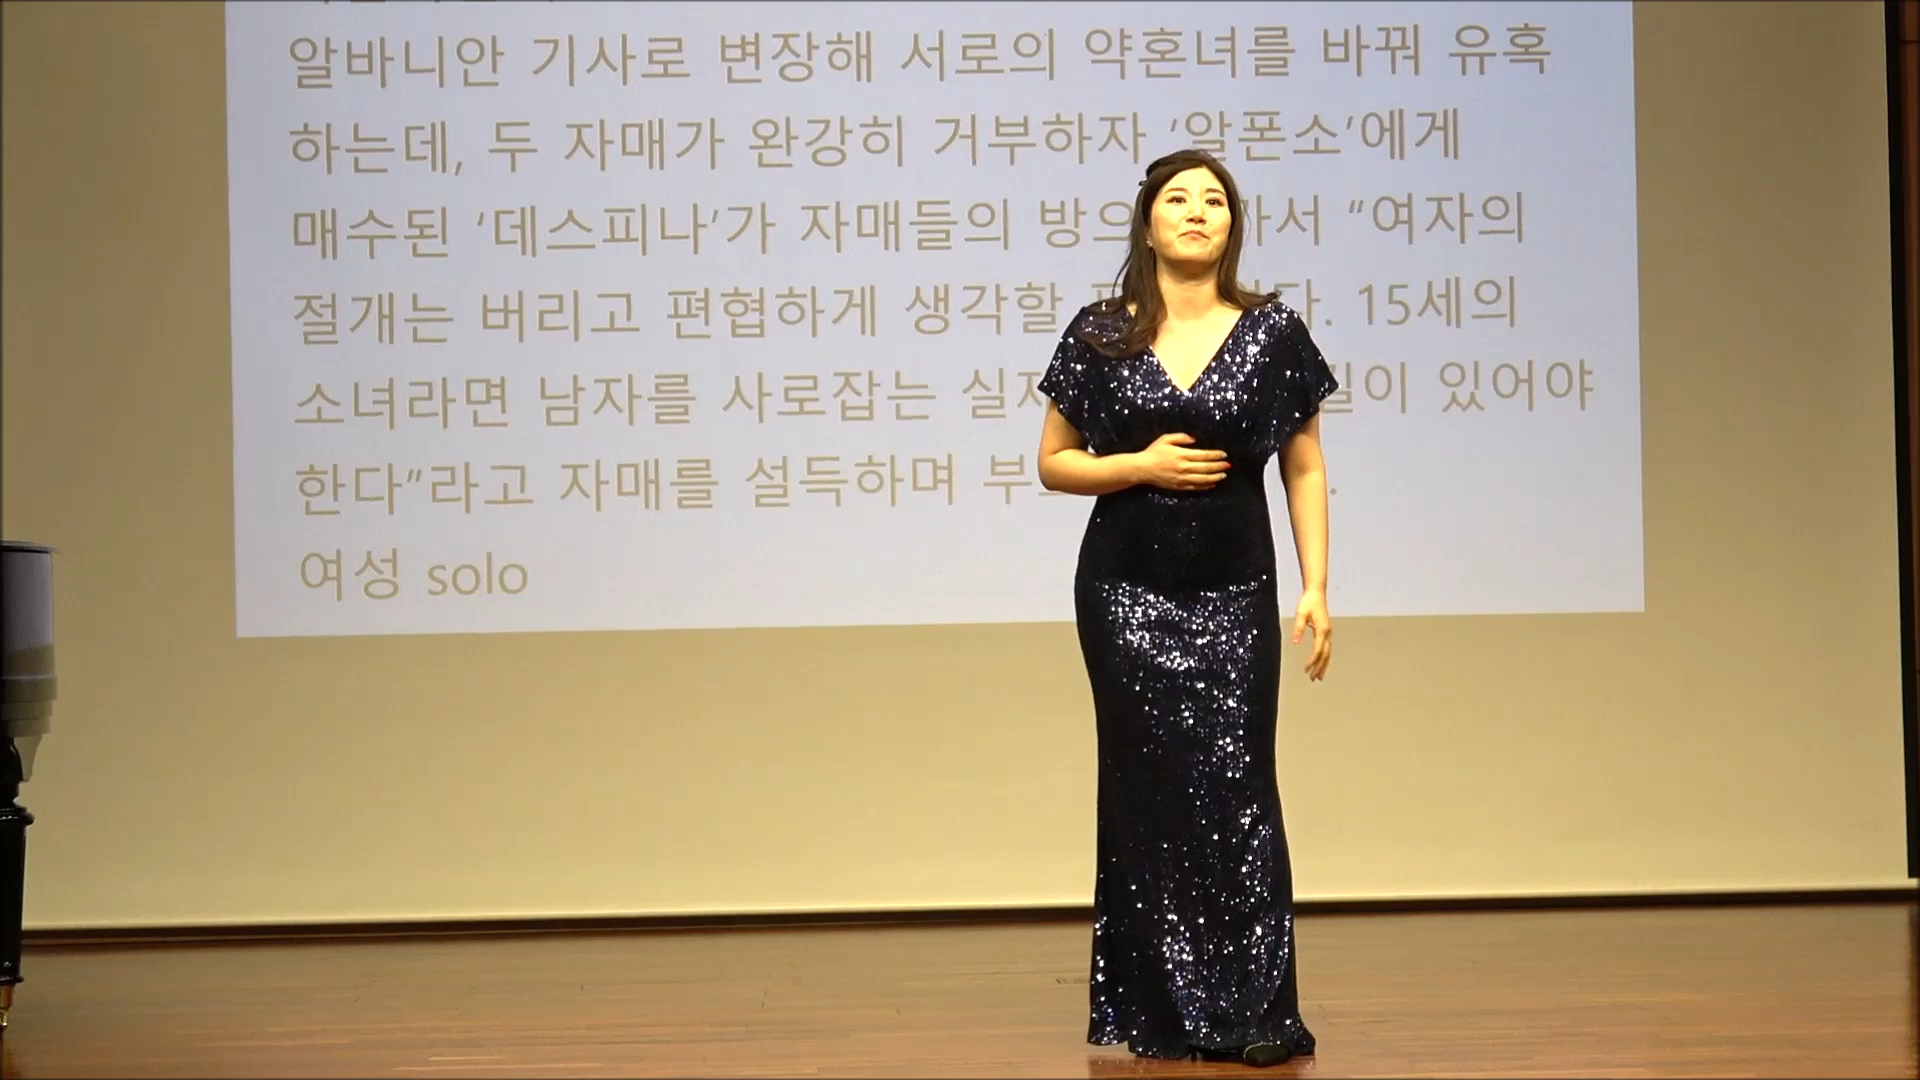 알바니안 기사로 변장해 서로의 약혼녀를 바꿔 유혹
하는데, 두 자매가 완강히 거부하자 ‘알폰소’에게
매수된 ‘데스피나’가 자매들의 방으 가서 “여자의
절개는 버리고 편협하게 생각할 다. 15세의
소녀라면 남자를 사로잡는 있어야
한다”라고 자매를 설득하며
여성 solo